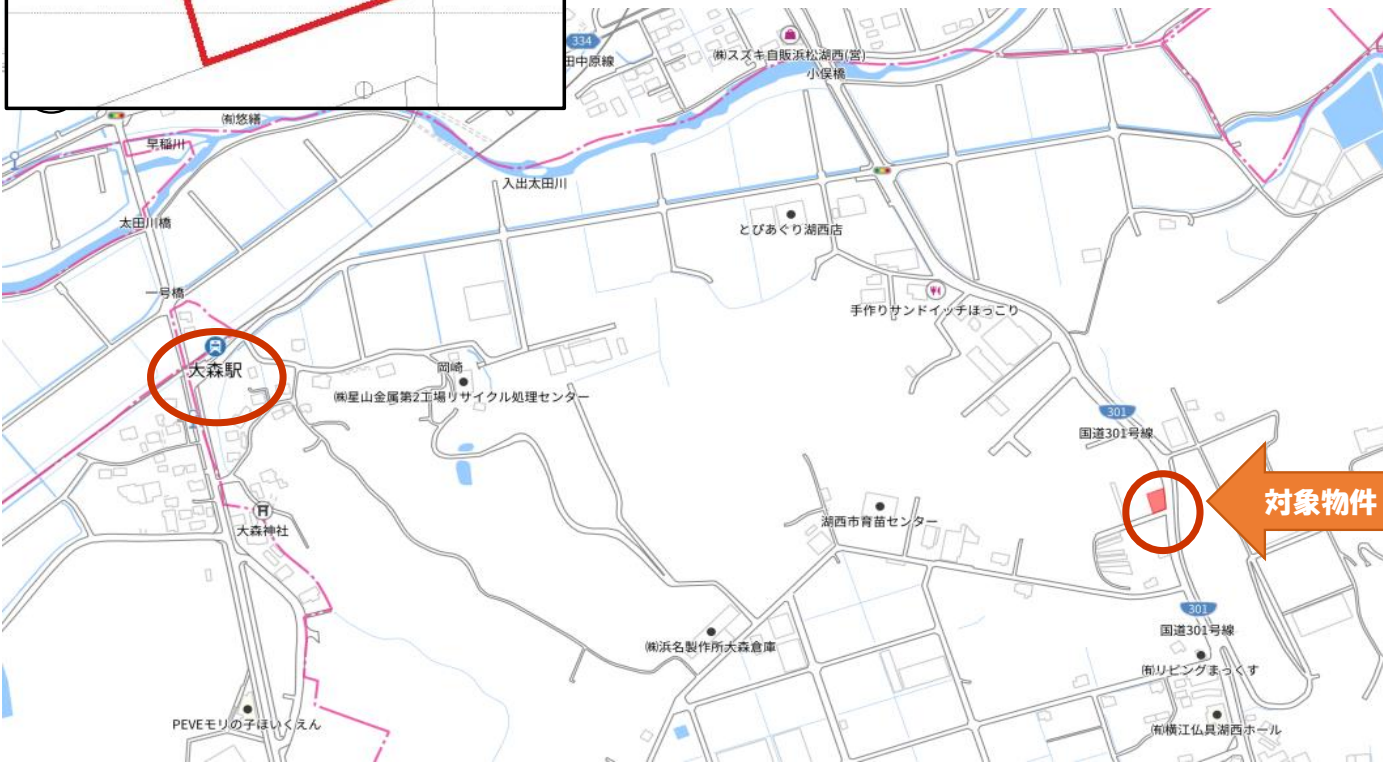 334
田中原線
㈱スズキ自販浜松湖西(営)
小俣橋
㈲悠繕
早稲川
入出太田川
太田川橋
とびあぐり湖西店
一号橋
手作りサンドイッチほっこり
大森駅
岡崎
㈱星山金属第2工場リサイクル処理センター
301
国道301号線
対象物件
湖西市育苗センター
大森神社
301
国道301号線
㈱浜名製作所大森倉庫
㈲リビングまっくす
PEVEモリの子ほいくえん
㈲横江仏具湖西ホール